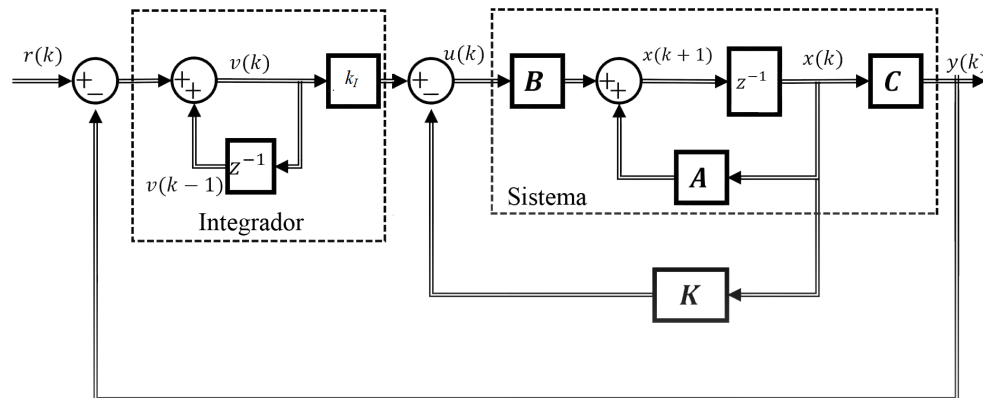 r(k)
+
−
+
+
v(k)
k_I
z⁻¹
v(k − 1)
Integrador
+
−
u(k)
B
+
+
x(k + 1)
z⁻¹
x(k)
C
y(k)
A
Sistema
K